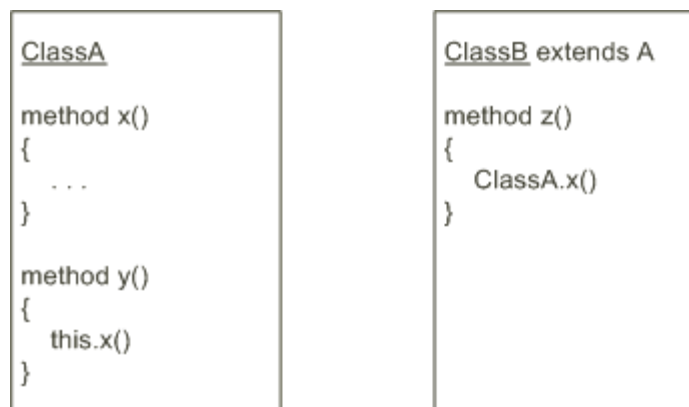 ClassA
method x()
{
. . .
}
method y()
{
this.x()
}
ClassB extends A
method z()
{
ClassA.x()
}